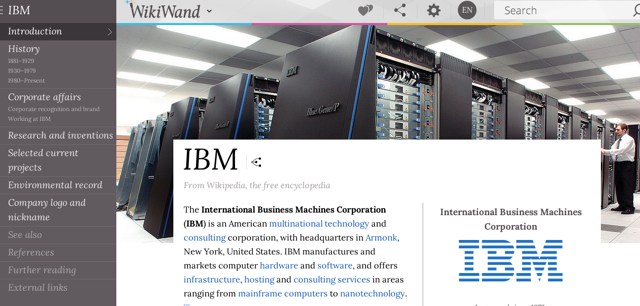 IBM
Introduction
History
1881–1929
1930–1979
1980–Present
Corporate affairs
Corporate recognition and brand
Working at IBM
Research and inventions
Selected current
projects
Environmental record
Company logo and
nickname
See also
References
Further reading
External links
WikiWand
EN
Search
IBM
Blue Gene/P
IBM
From Wikipedia, the free encyclopedia
The International Business Machines Corporation
(IBM) is an American multinational technology and
consulting corporation, with headquarters in Armonk,
New York, United States. IBM manufactures and
markets computer hardware and software, and offers
infrastructure, hosting and consulting services in areas
ranging from mainframe computers to nanotechnology.
International Business Machines
Corporation
IBM